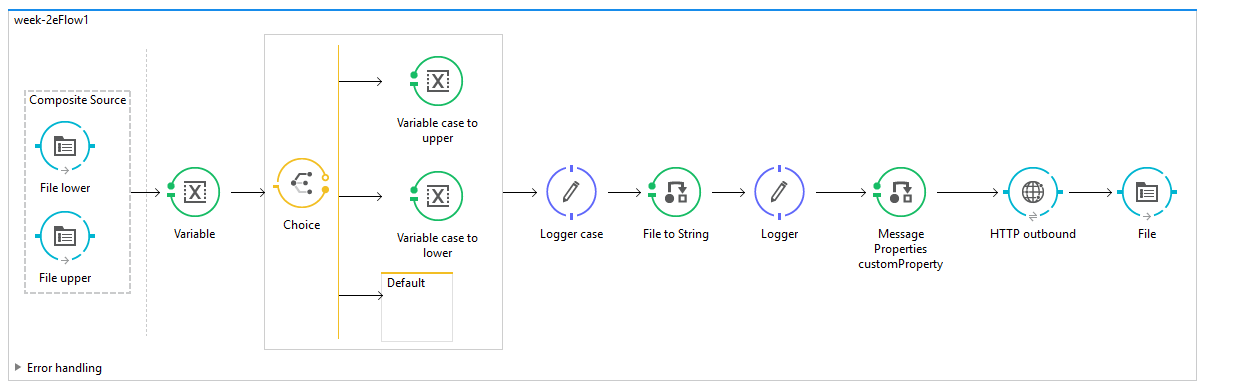 week-2eFlow1
Composite Source
File lower
File upper
Variable
Choice
Variable case to
upper
Variable case to
lower
Default
Logger case
File to String
Logger
Message
Properties
customProperty
HTTP outbound
File
Error handling